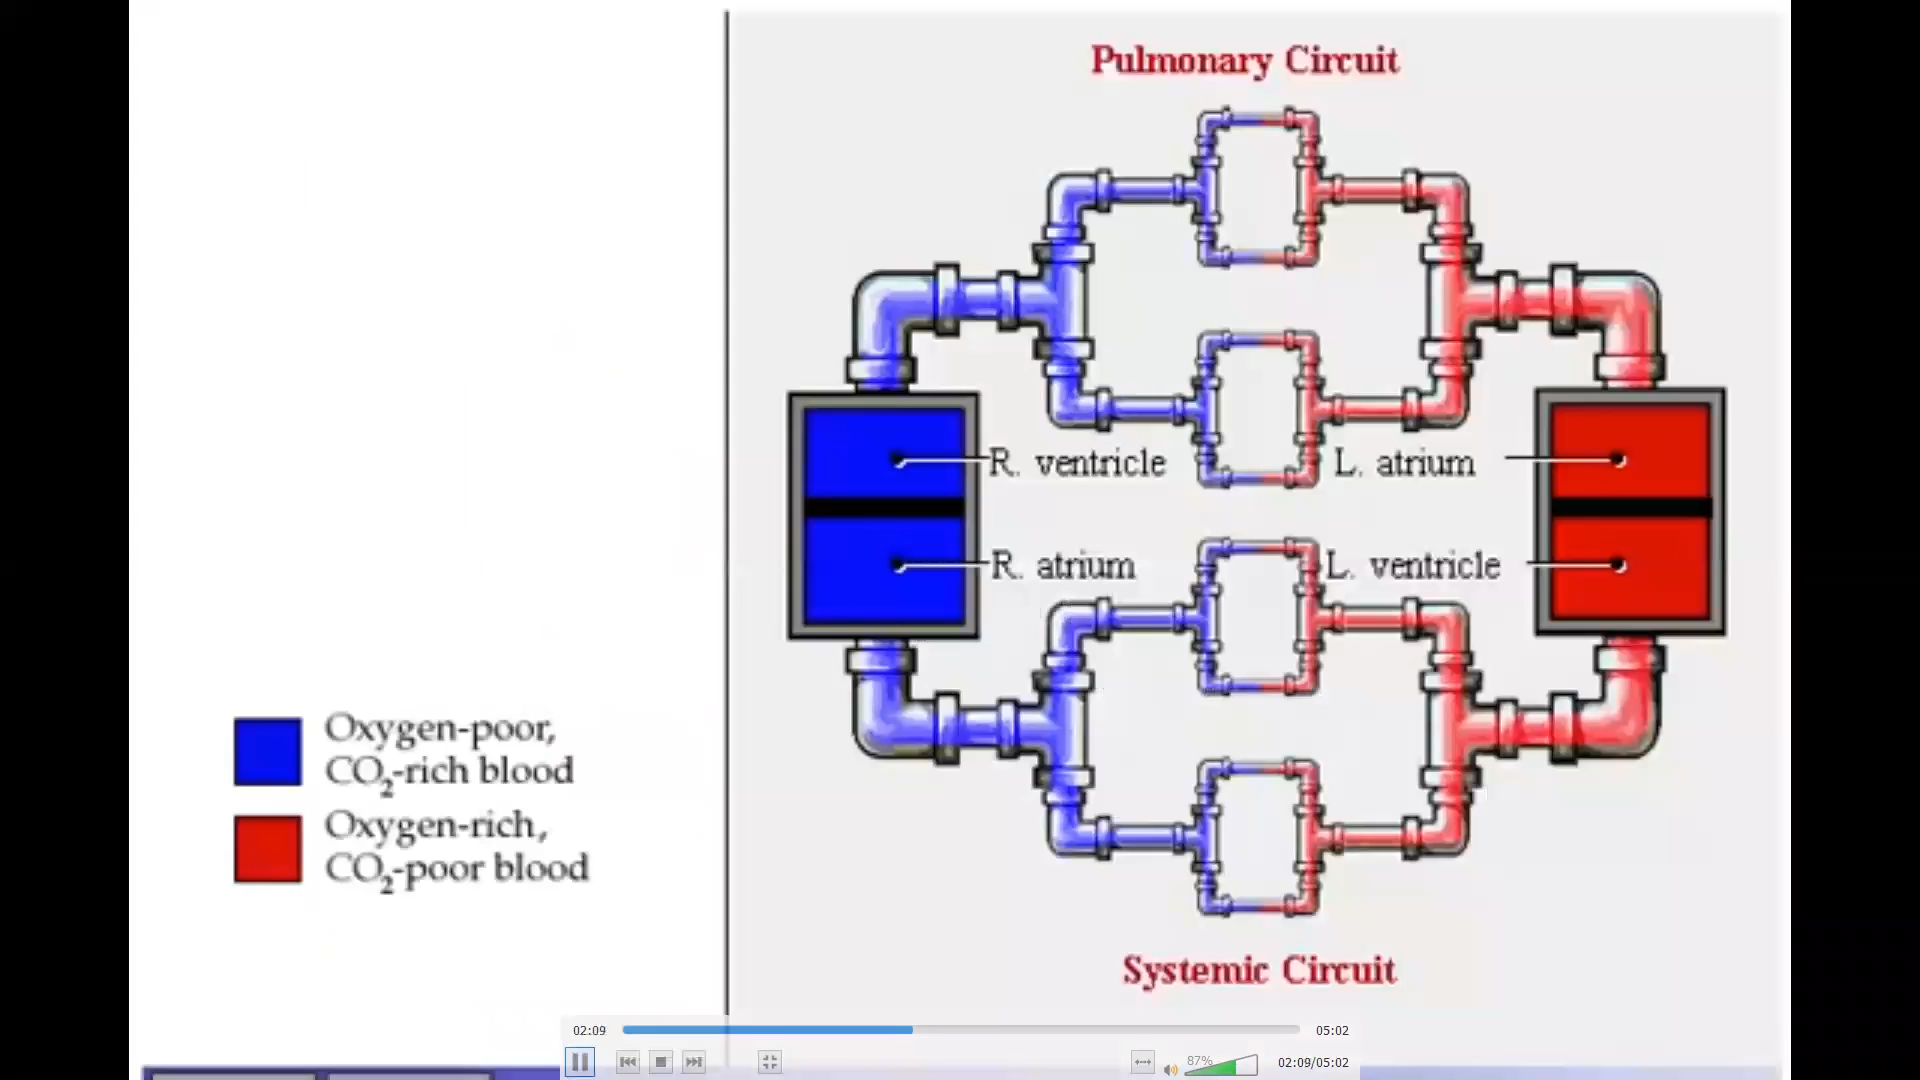 Pulmonary Circuit
R. ventricle
L. atrium
R. atrium
L. ventricle
Oxygen-poor,
CO₂-rich blood
Oxygen-rich,
CO₂-poor blood
Systemic Circuit
02:09
05:02
87%
02:09/05:02